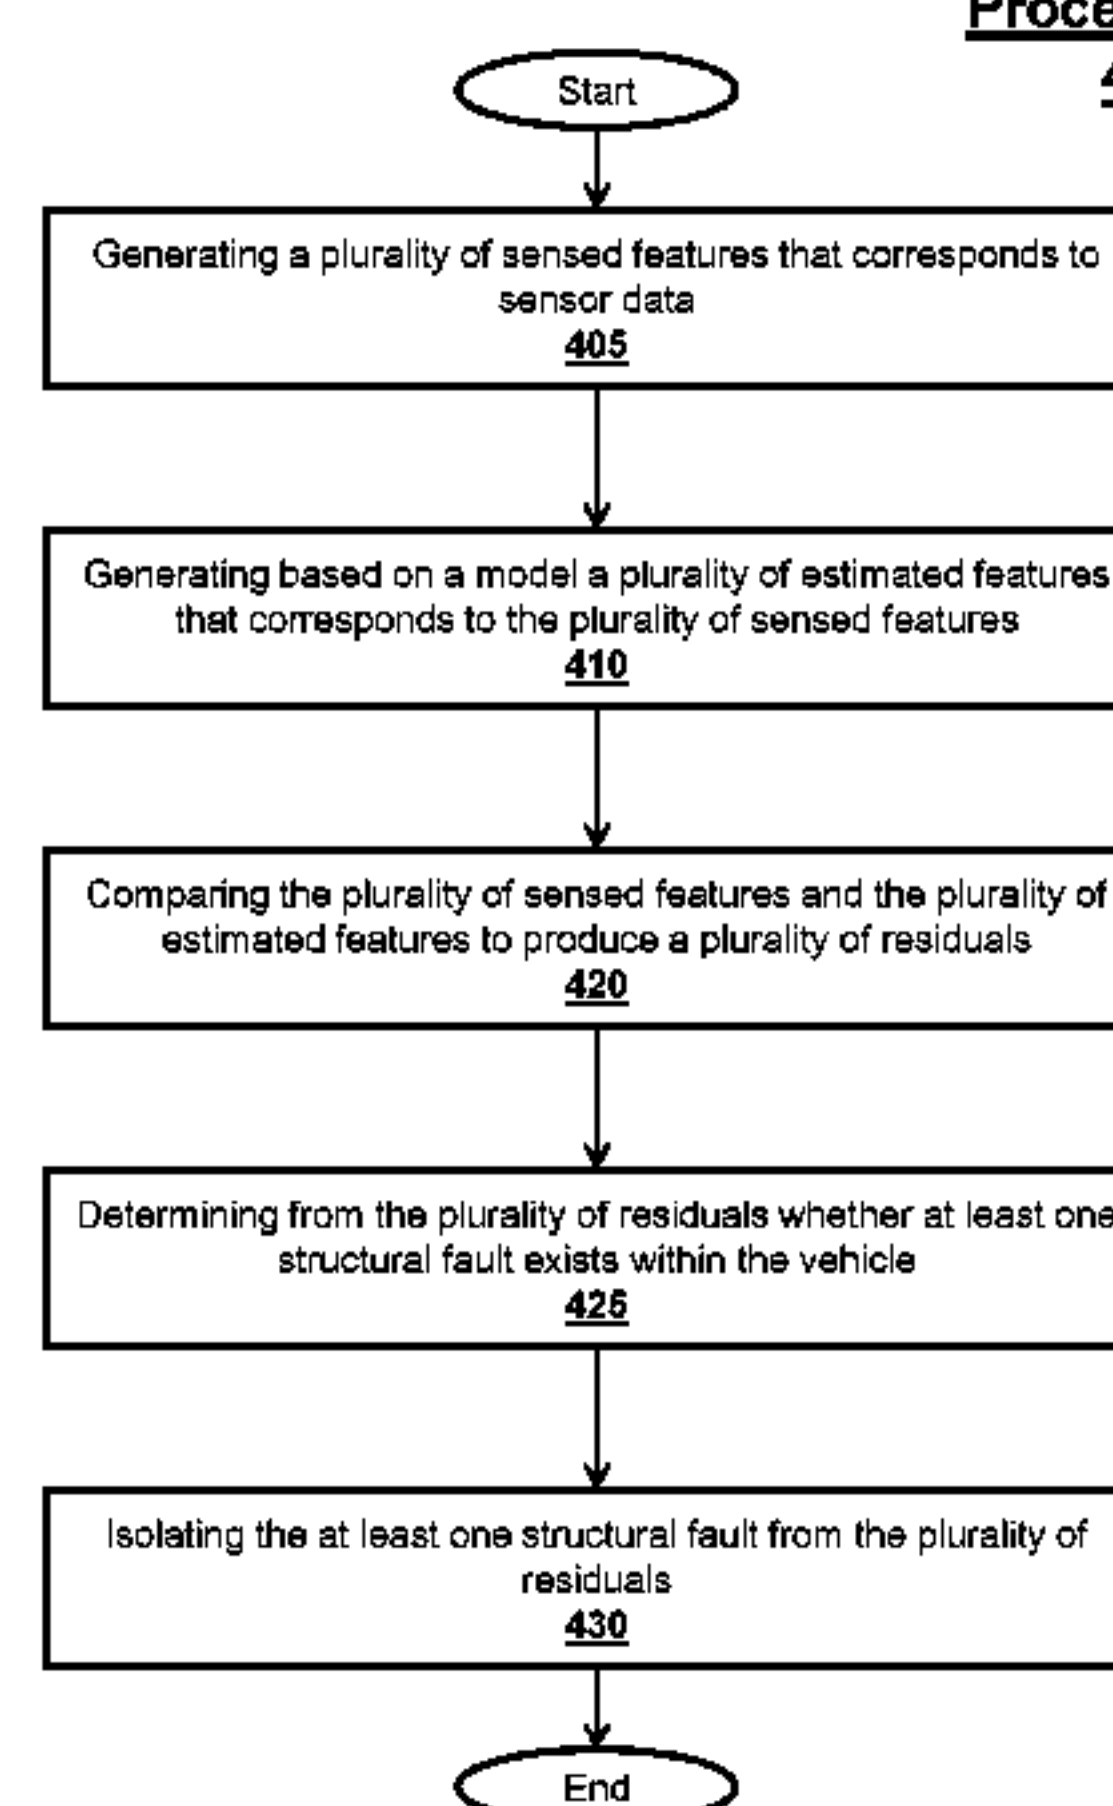 Start
Generating a plurality of sensed features that corresponds to
sensor data
405
Generating based on a model a plurality of estimated features
that corresponds to the plurality of sensed features
410
Comparing the plurality of sensed features and the plurality of
estimated features to produce a plurality of residuals
420
Determining from the plurality of residuals whether at least one
structural fault exists within the vehicle
425
Isolating the at least one structural fault from the plurality of
residuals
430
End